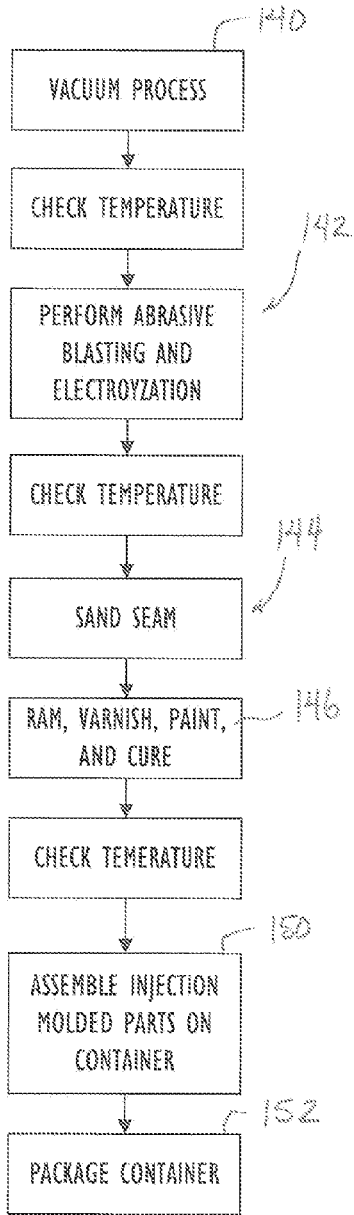 140
VACUUM PROCESS
CHECK TEMPERATURE
142
PERFORM ABRASIVE
BLASTING AND
ELECTROYZATION
CHECK TEMPERATURE
144
SAND SEAM
146
RAM, VARNISH, PAINT,
AND CURE
CHECK TEMERATURE
150
ASSEMBLE INJECTION
MOLDED PARTS ON
CONTAINER
152
PACKAGE CONTAINER